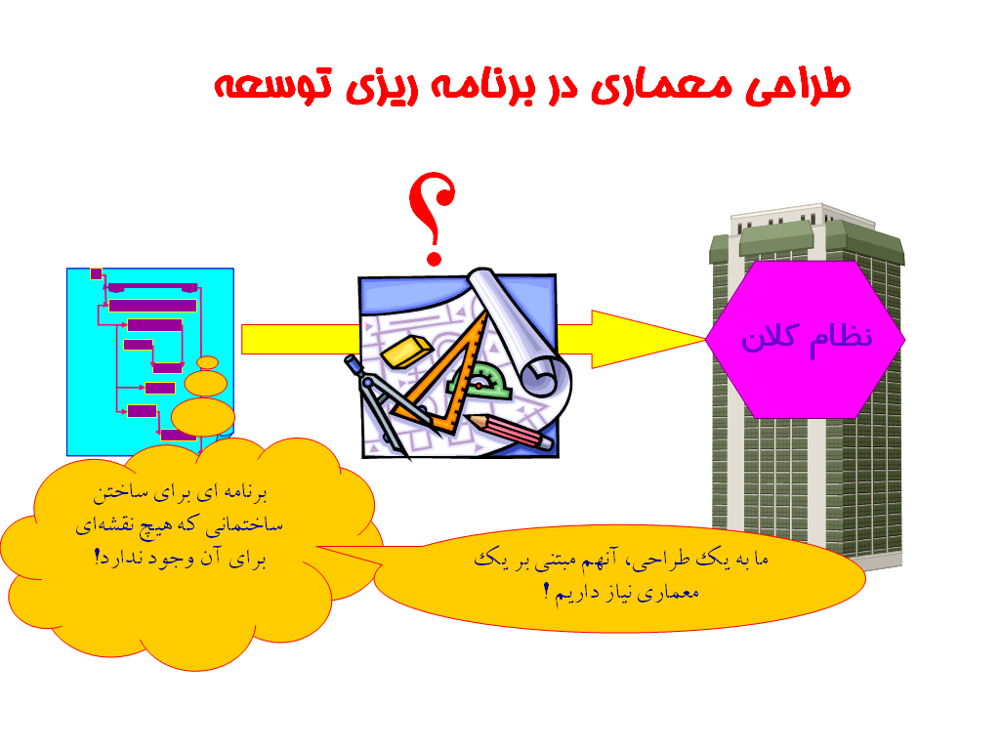 طراحی معماری در برنامه ریزی توسعه
؟
نظام کلان
برنامه ای برای ساختن
ساختمانی که هیچ نقشه‌ای
برای آن وجود ندارد!
ما به یک طراحی، آنهم مبتنی بر یک
معماری نیاز داریم !